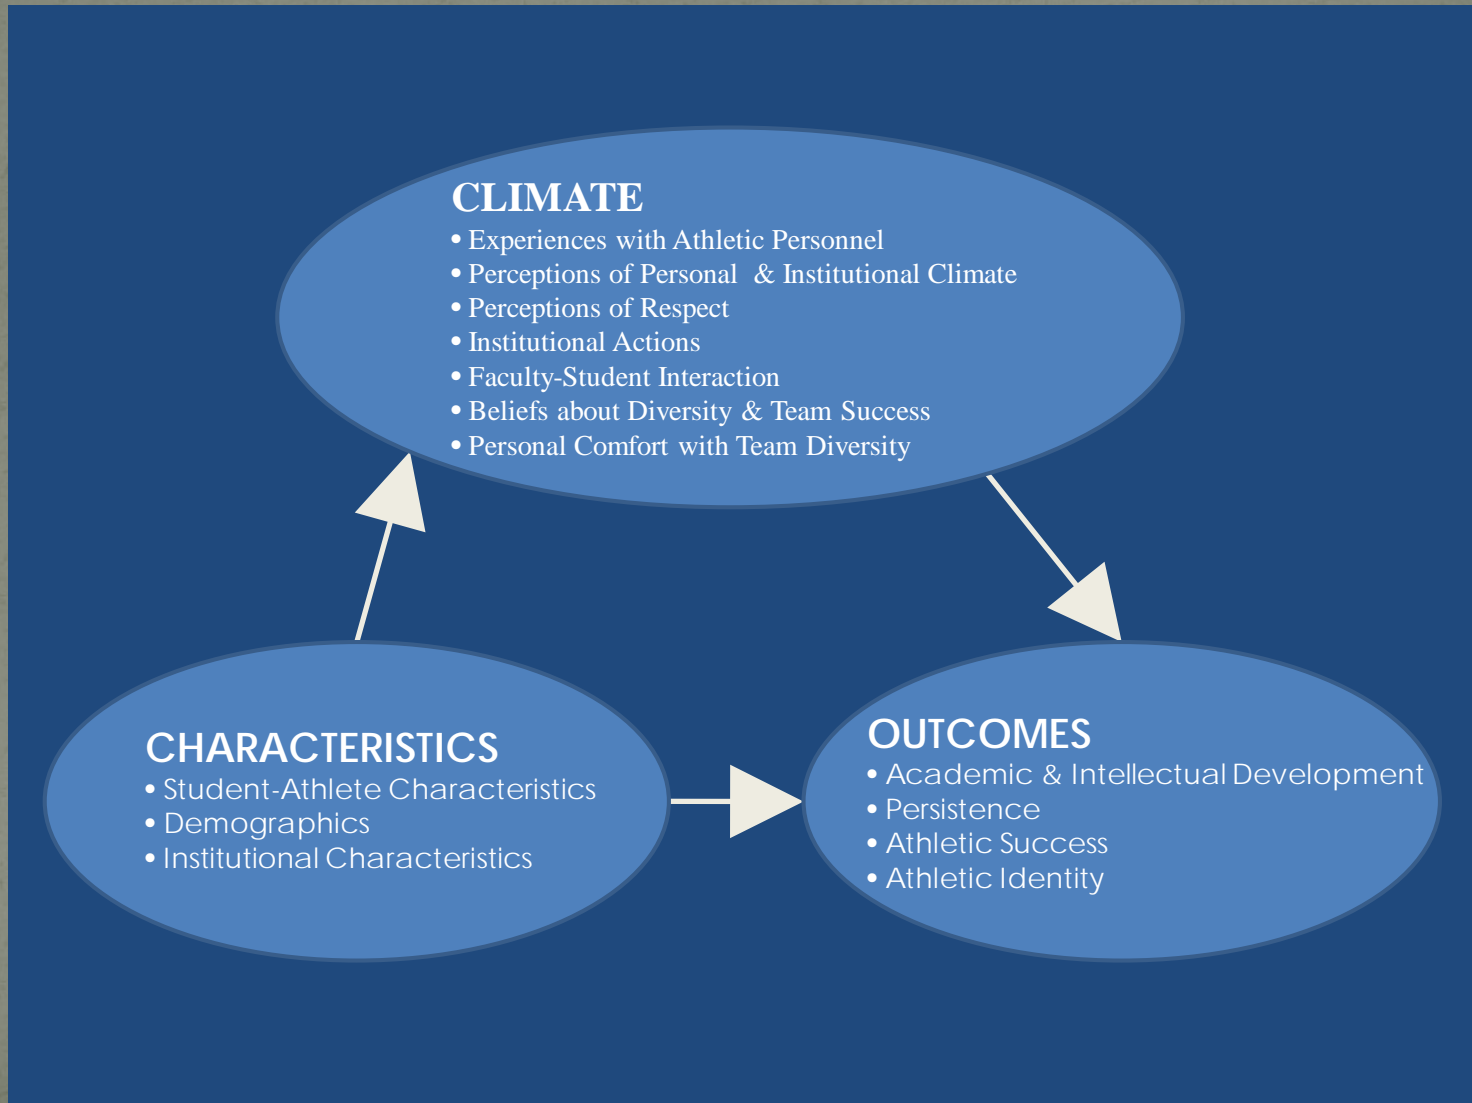 CLIMATE
• Experiences with Athletic Personnel
• Perceptions of Personal & Institutional Climate
• Perceptions of Respect
• Institutional Actions
• Faculty-Student Interaction
• Beliefs about Diversity & Team Success
• Personal Comfort with Team Diversity
CHARACTERISTICS
• Student-Athlete Characteristics
• Demographics
• Institutional Characteristics
OUTCOMES
• Academic & Intellectual Development
• Persistence
• Athletic Success
• Athletic Identity